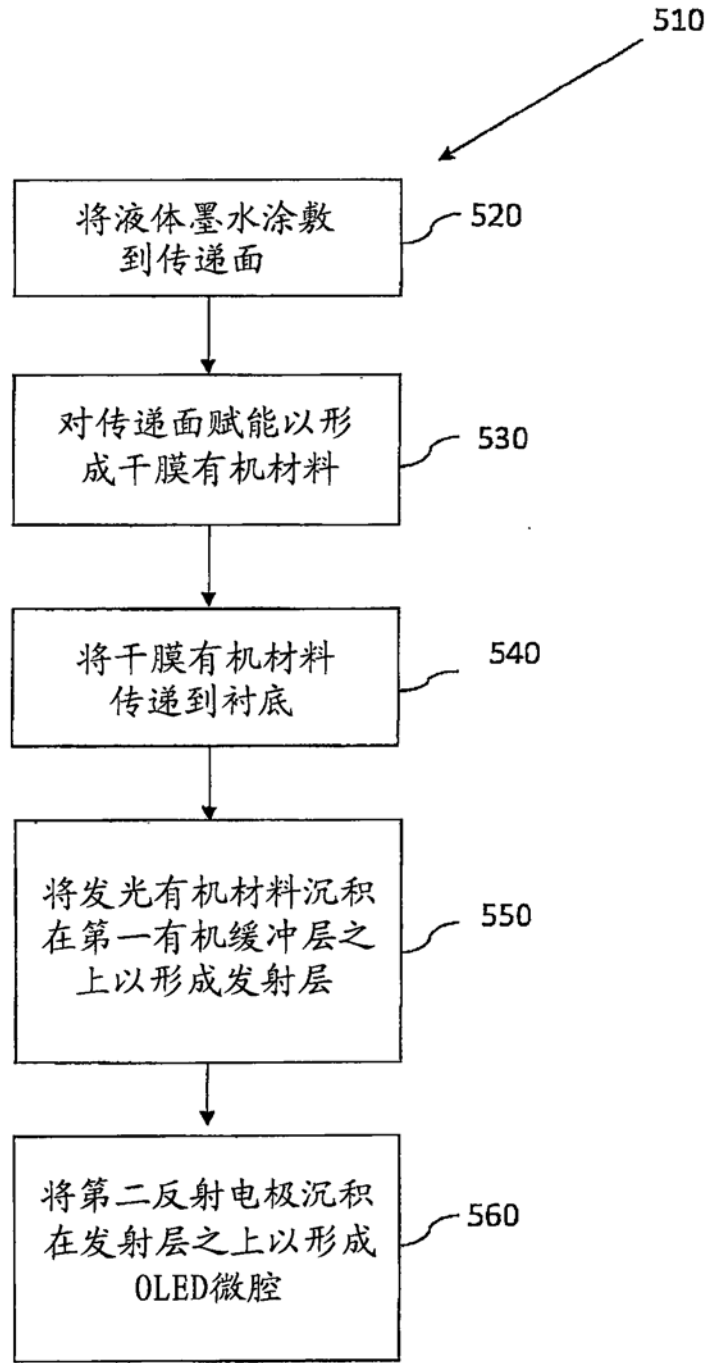 510
将液体墨水涂敷
到传递面
520
对传递面赋能以形
成干膜有机材料
530
将干膜有机材料
传递到衬底
540
将发光有机材料沉积
在第一有机缓冲层之
上以形成发射层
550
将第二反射电极沉积
在发射层之上以形成
OLED微腔
560